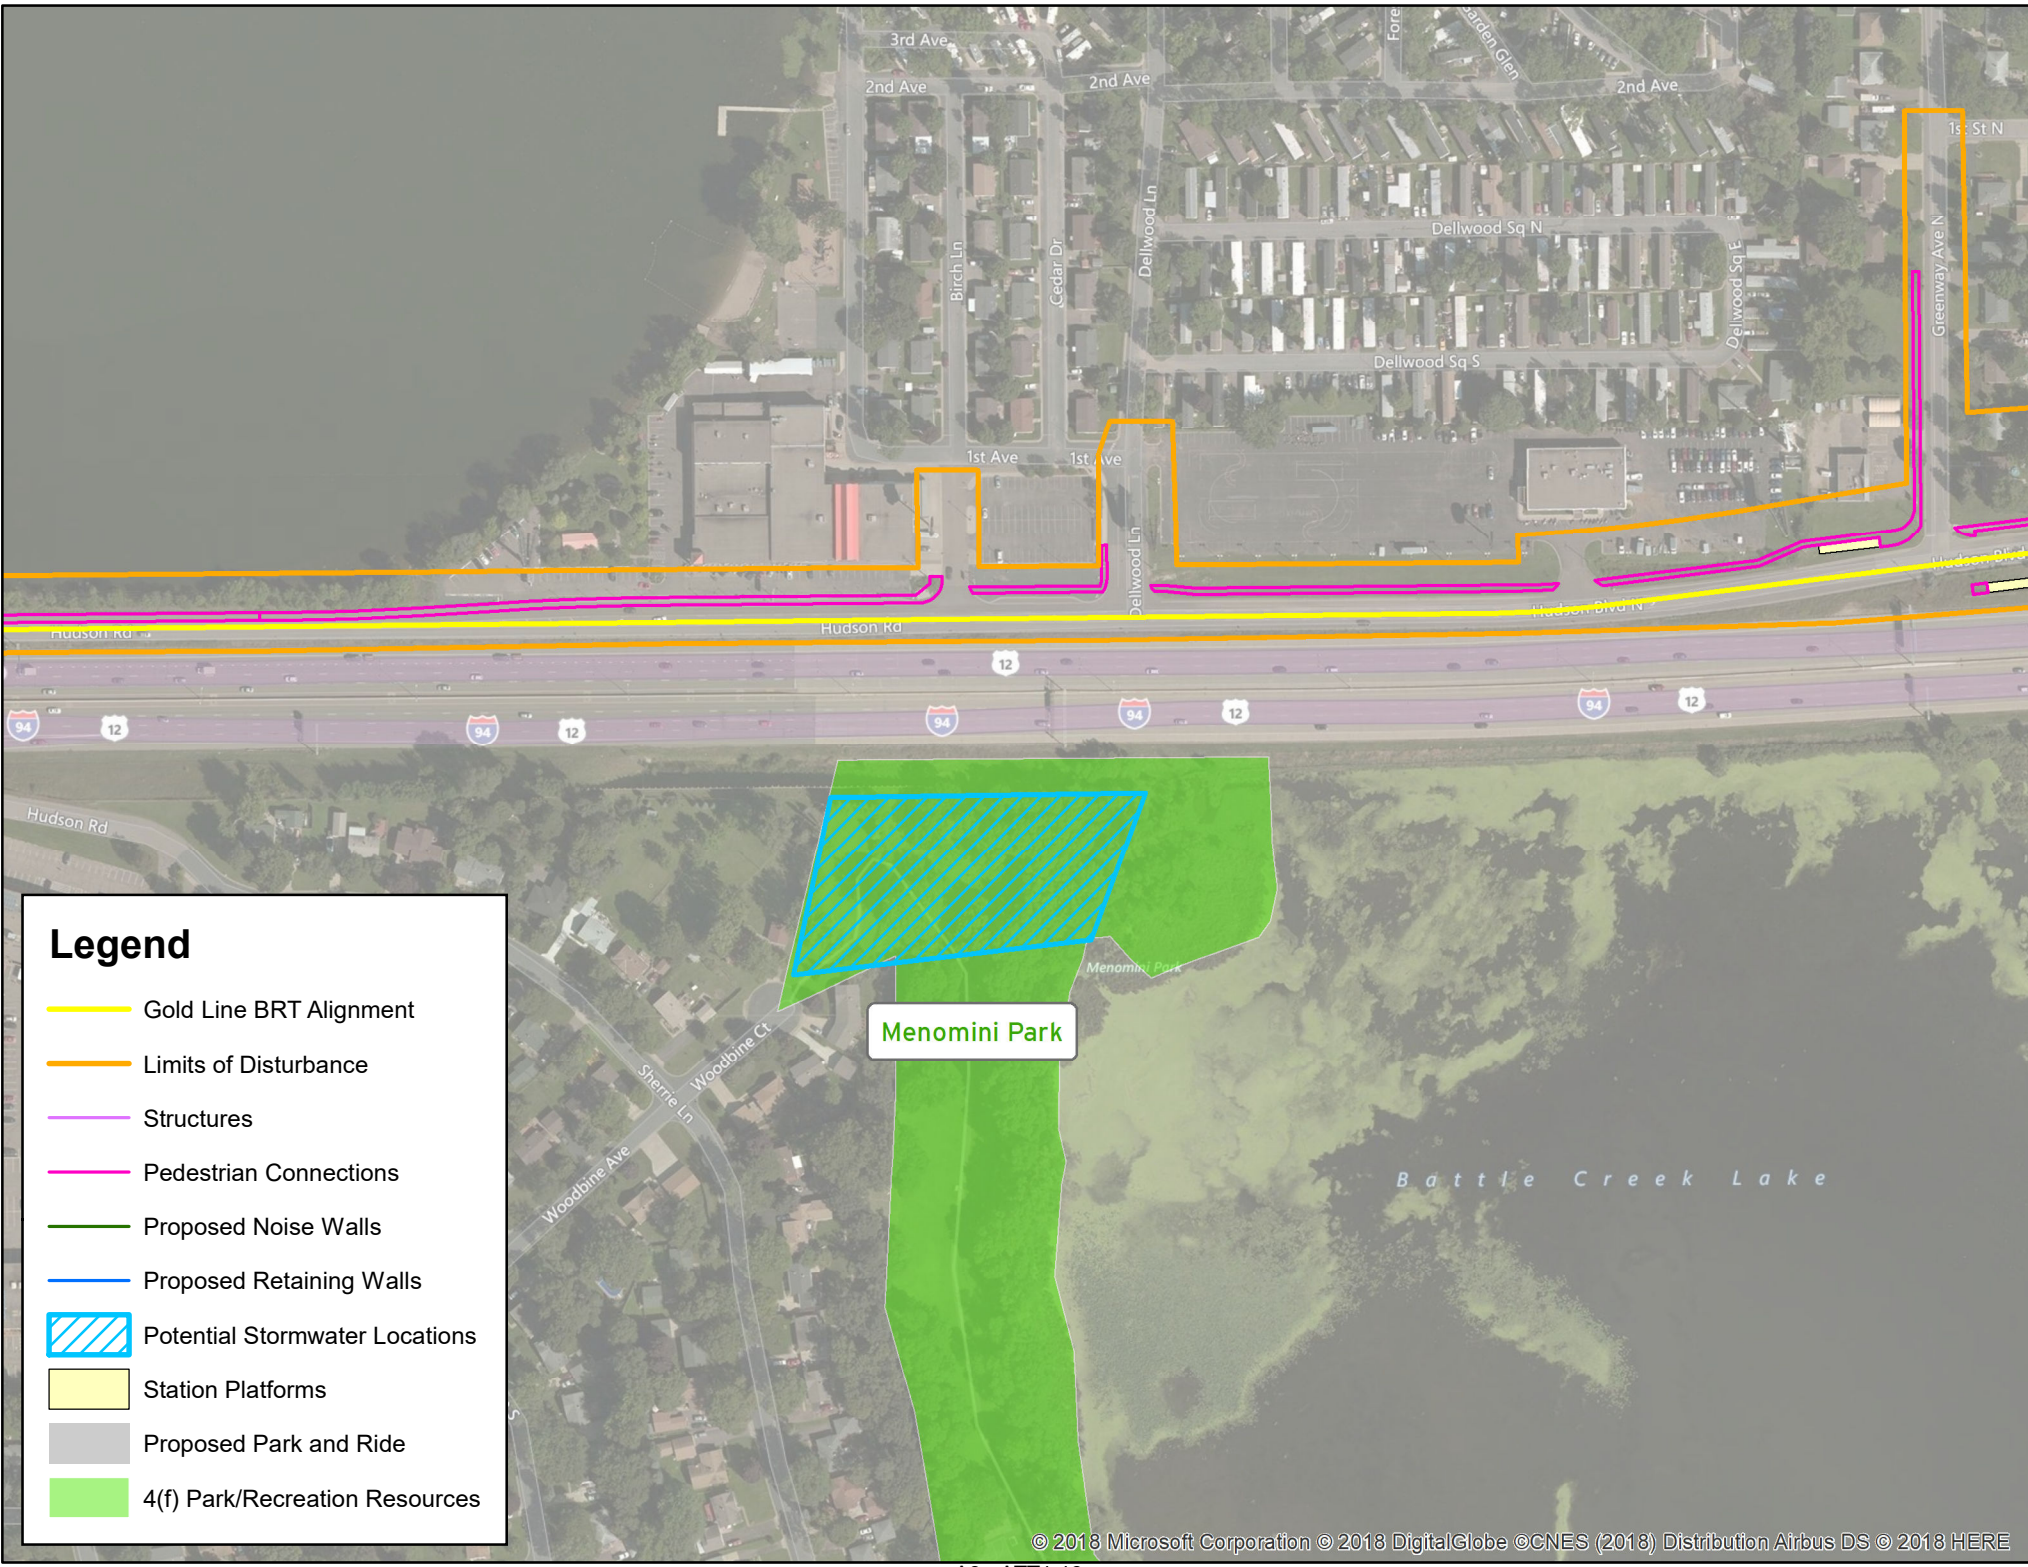 3rd Ave
2nd Ave
2nd Ave
Garden Glen
2nd Ave
1st St N
Birch Ln
Cedar Dr
Dellwood Ln
Dellwood Sq N
Dellwood Sq E
Greenway Ave N
Dellwood Sq S
1st Ave
1st Ave
Dellwood Ln
Hudson Blvd
Hudson Rd
Hudson Rd
Hudson Blvd N
12
94
12
94
12
94
94
12
94
12
Hudson Rd
Menomini Park
Menomini Park
Woodbine Ct
Sherrie Ln
Woodbine Ave
Battle Creek Lake
Legend
Gold Line BRT Alignment
Limits of Disturbance
Structures
Pedestrian Connections
Proposed Noise Walls
Proposed Retaining Walls
Potential Stormwater Locations
Station Platforms
Proposed Park and Ride
4(f) Park/Recreation Resources
© 2018 Microsoft Corporation © 2018 DigitalGlobe ©CNES (2018) Distribution Airbus DS © 2018 HERE